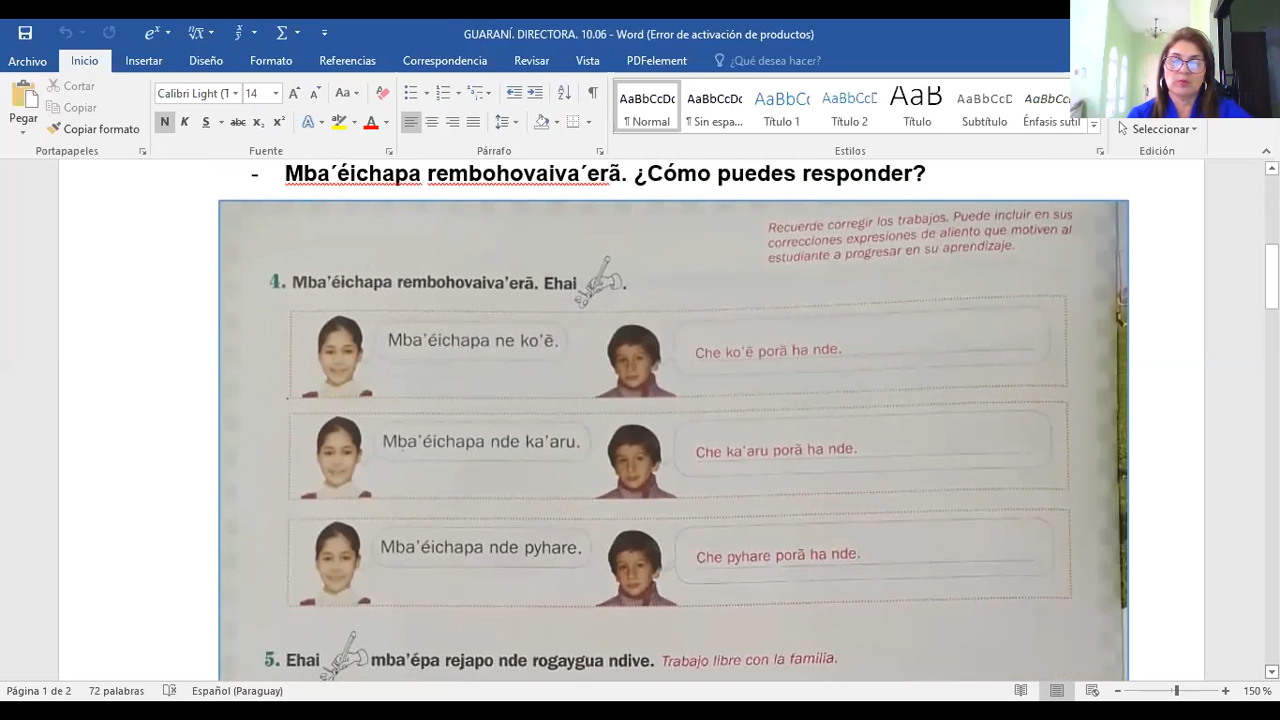 GUARANÍ. DIRECTORA. 10.06 - Word (Error de activación de productos)
Archivo Inicio Insertar Diseño Formato Referencias Correspondencia Revisar Vista PDFelement ¿Qué desea hacer?
Pegar
Cortar
Copiar
Copiar formato
Calibri Light (T 14
N K S abc x₂ x²
AaBbCcDc AaBbCcDc AaBbCc AaBbCcD AaB AaBbCcD AaBbCcD
¶ Normal ¶ Sin espa... Título 1 Título 2 Título Subtítulo Énfasis sutil
Seleccionar
Portapapeles Fuente Párrafo Estilos Edición
- Mba´éichapa rembohovaiva´erã. ¿Cómo puedes responder?
Recuerde corregir los trabajos. Puede incluir en sus
correcciones expresiones de aliento que motiven al
estudiante a progresar en su aprendizaje.
4. Mba'éichapa rembohovaiva'erã. Ehai .
Mba'éichapa ne ko'ẽ.
Che ko'ẽ porã ha nde.
Mba'éichapa nde ka'aru.
Che ka'aru porã ha nde.
Mba'éichapa nde pyhare.
Che pyhare porã ha nde.
5. Ehai mba'épa rejapo nde rogaygua ndive. Trabajo libre con la familia.
Página 1 de 2 72 palabras Español (Paraguay) 150 %